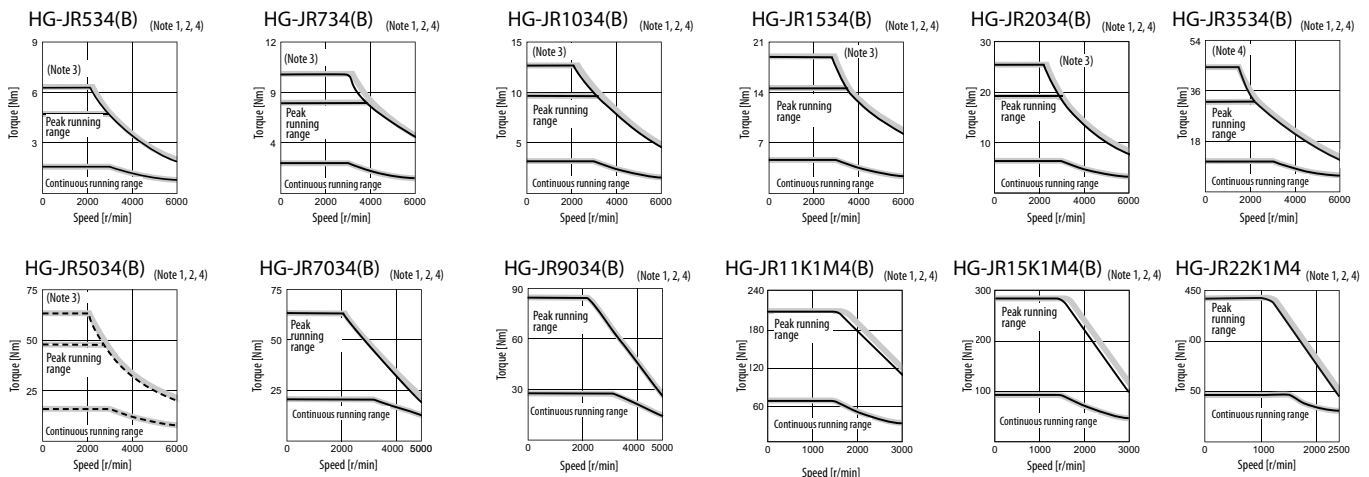 HG-JR534(B) (Note 1, 2, 4)
9
6
3
Torque [Nm]
(Note 3)
Peak running
range
Continuous running range
0 2000 4000 6000
Speed [r/min]
HG-JR734(B) (Note 1, 2, 4)
12
8
4
Torque [Nm]
(Note 3)
Peak
running
range
Continuous running range
0 2000 4000 6000
Speed [r/min]
HG-JR1034(B) (Note 1, 2, 4)
15
10
5
Torque [Nm]
(Note 3)
Peak running
range
Continuous running range
0 2000 4000 6000
Speed [r/min]
HG-JR1534(B) (Note 1, 2, 4)
21
14
7
Torque [Nm]
(Note 3)
Peak running
range
Continuous running range
0 2000 4000 6000
Speed [r/min]
HG-JR2034(B) (Note 1, 2, 4)
30
20
10
Torque [Nm]
(Note 3)
Peak
running
range
Continuous running range
0 2000 4000 6000
Speed [r/min]
HG-JR3534(B) (Note 1, 2, 4)
54
36
18
Torque [Nm]
(Note 4)
Peak
running
range
Continuous running range
0 2000 4000 6000
Speed [r/min]
HG-JR5034(B) (Note 1, 2, 4)
75
50
25
Torque [Nm]
(Note 3)
Peak running
range
Continuous running range
0 2000 4000 6000
Speed [r/min]
HG-JR7034(B) (Note 1, 2, 4)
75
50
25
Torque [Nm]
Peak
running
range
Continuous running range
0 2000 4000 5000
Speed [r/min]
HG-JR9034(B) (Note 1, 2, 4)
90
60
30
Torque [Nm]
Peak
running
range
Continuous running range
0 2000 4000 5000
Speed [r/min]
HG-JR11K1M4(B) (Note 1, 2, 4)
240
180
60
Torque [Nm]
Peak running
range
Continuous running range
0 1000 2000 3000
Speed [r/min]
HG-JR15K1M4(B) (Note 1, 2, 4)
300
200
100
Torque [Nm]
Peak running
range
Continuous running range
0 1000 2000 3000
Speed [r/min]
HG-JR22K1M4 (Note 1, 2, 4)
450
00
50
Torque [Nm]
Peak
running
range
Continuous running range
0 1000 2000 2500
Speed [r/min]